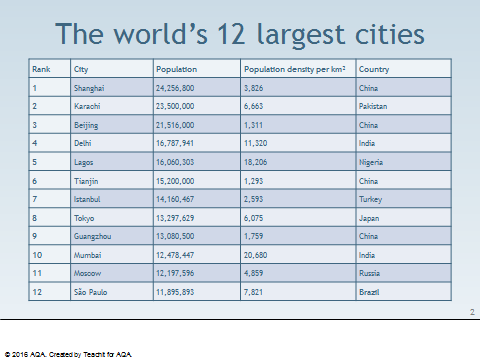 The world's 12 largest cities
Rank City Population Population density per km² Country
1 Shanghai 24,256,800 3,826 China
2 Karachi 23,500,000 6,663 Pakistan
3 Beijing 21,516,000 1,311 China
4 Delhi 16,787,941 11,320 India
5 Lagos 16,060,303 18,206 Nigeria
6 Tianjin 15,200,000 1,293 China
7 Istanbul 14,160,467 2,593 Turkey
8 Tokyo 13,297,629 6,075 Japan
9 Guangzhou 13,080,500 1,759 China
10 Mumbai 12,478,447 20,680 India
11 Moscow 12,197,596 4,859 Russia
12 São Paulo 11,895,893 7,821 Brazil
2
© 2016 AQA. Created by Teachit for AQA.